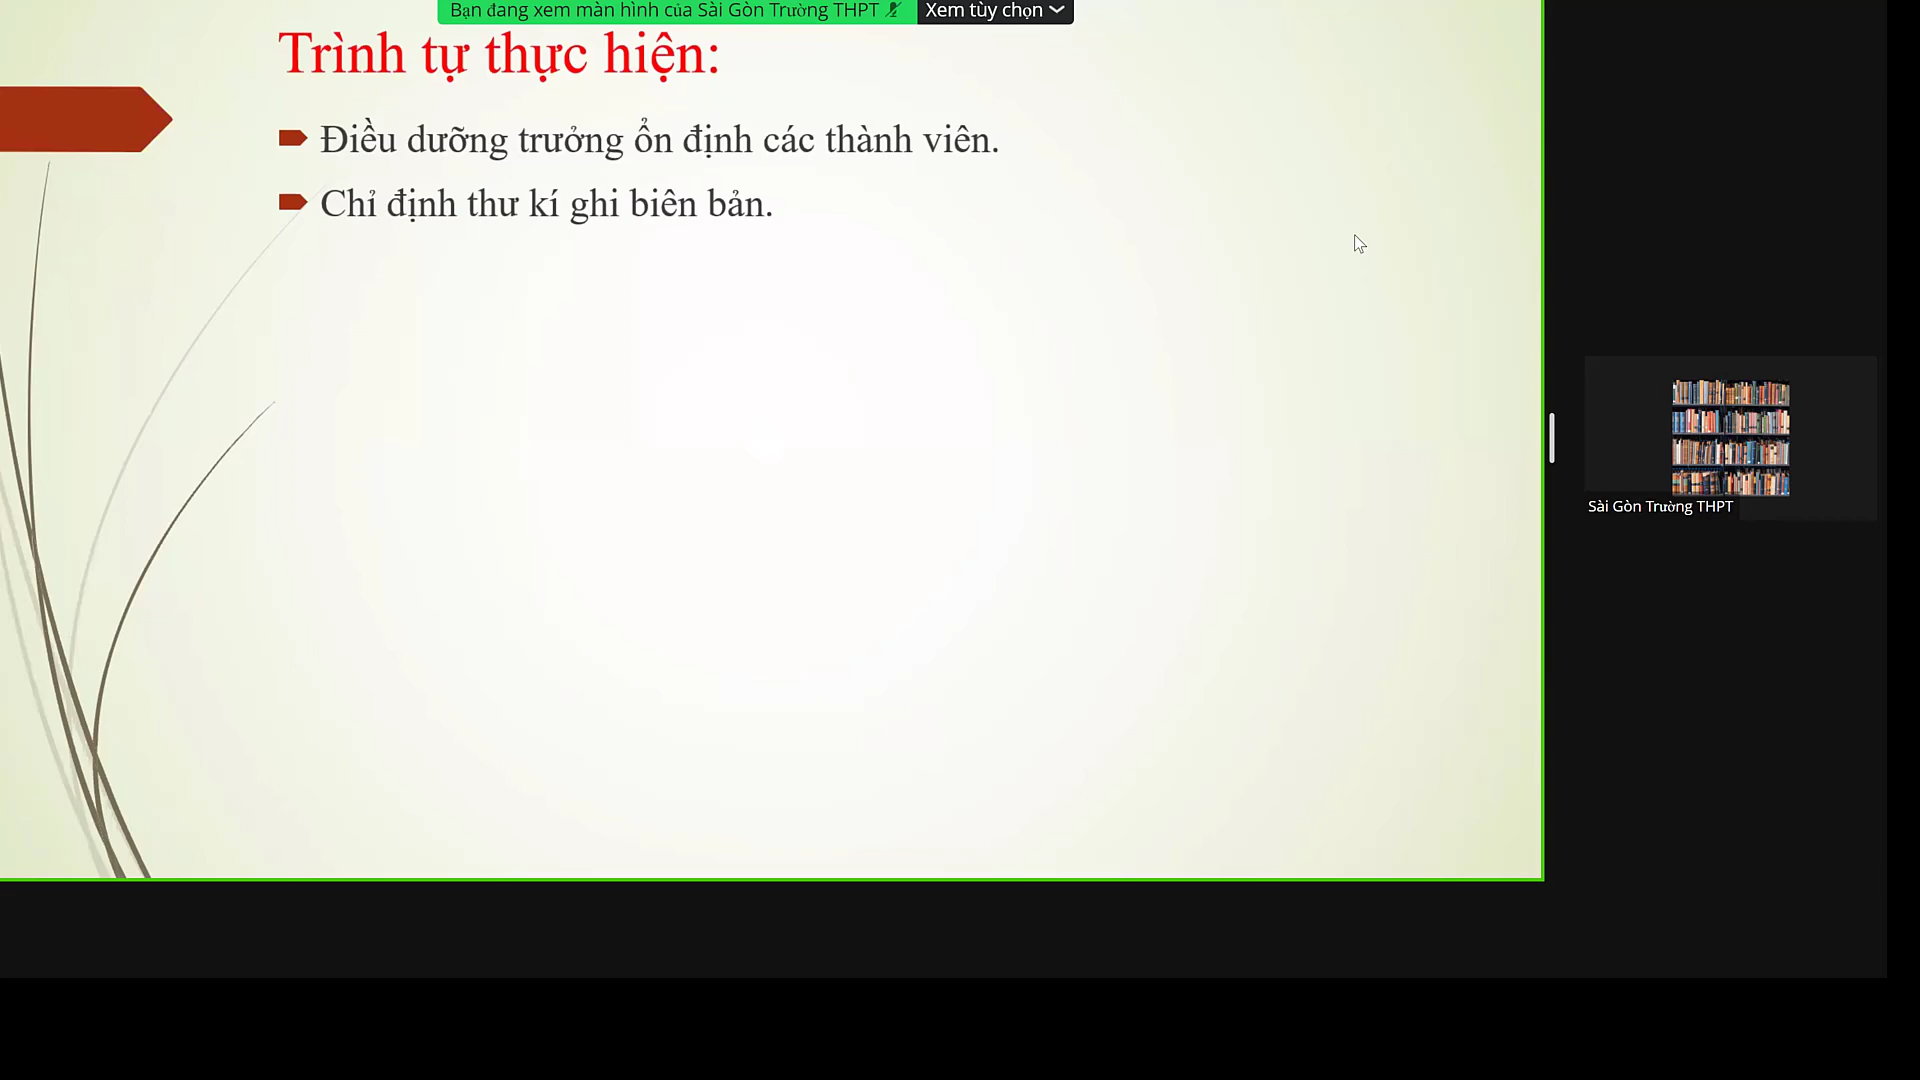 Bạn đang xem màn hình của Sài Gòn Trường THPT
Xem tùy chọn
Trình tự thực hiện:
Điều dưỡng trưởng ổn định các thành viên.
Chỉ định thư kí ghi biên bản.
Sài Gòn Trường THPT